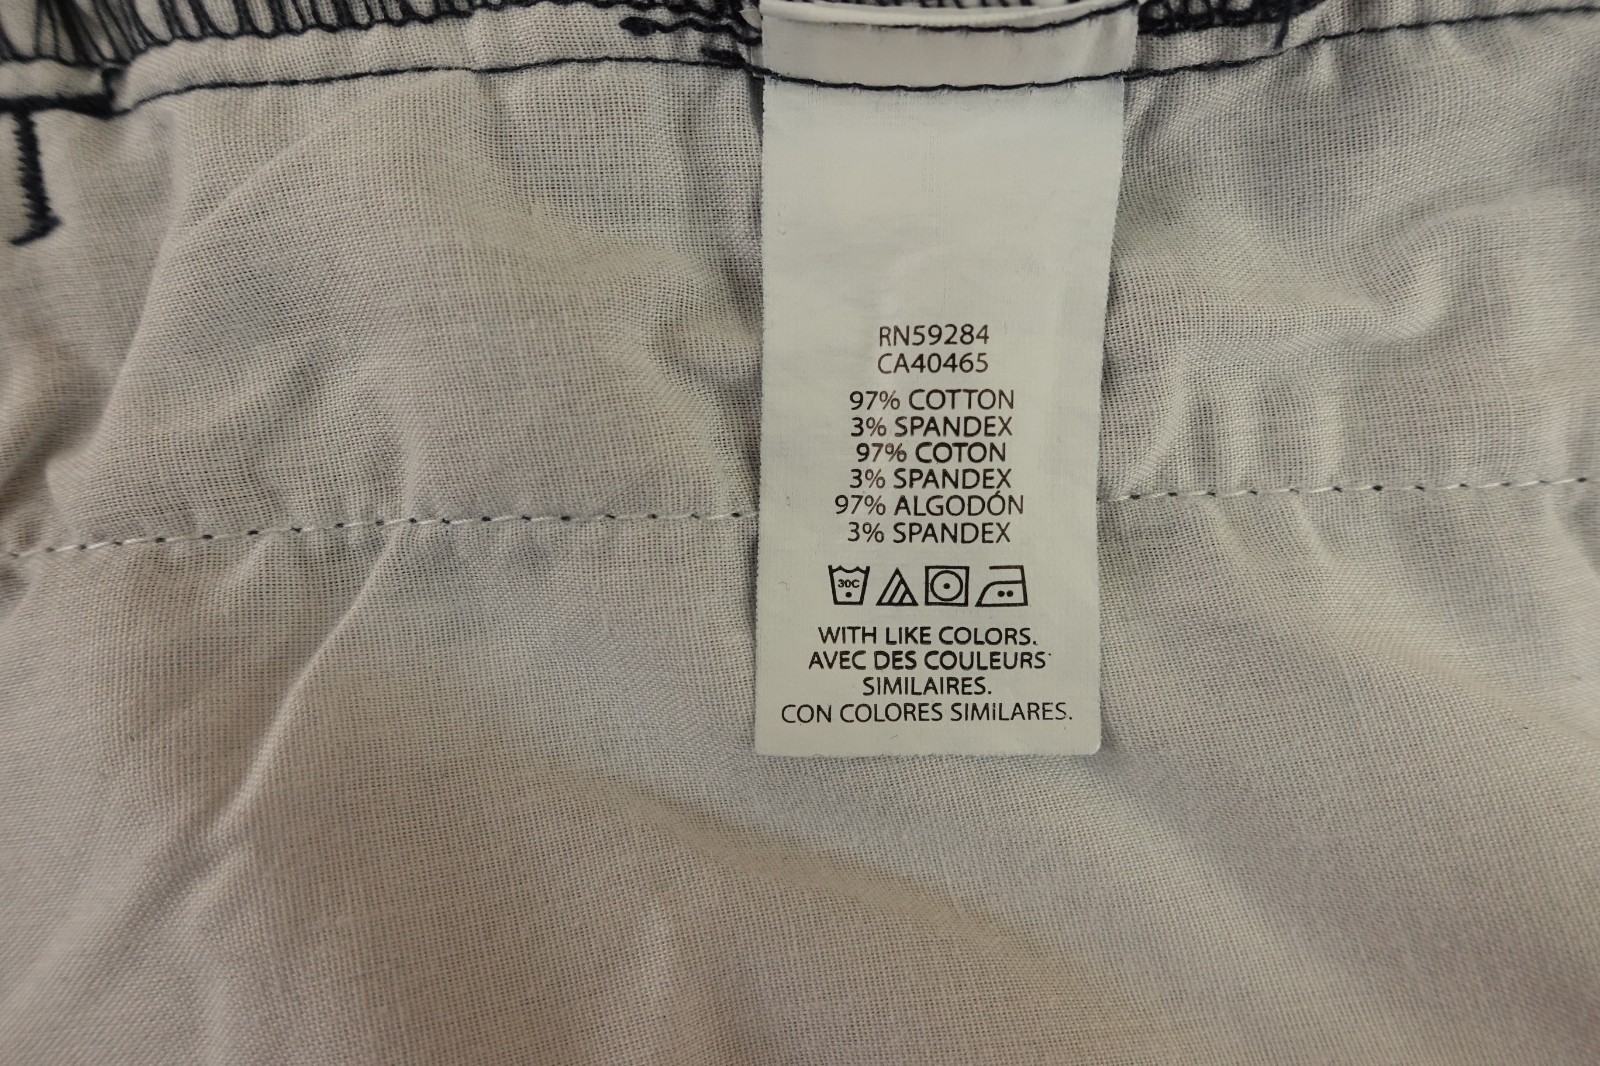 RN59284
CA40465
97% COTTON
3% SPANDEX
97% COTON
3% SPANDEX
97% ALGODÓN
3% SPANDEX
30C
WITH LIKE COLORS.
AVEC DES COULEURS
SIMILAIRES.
CON COLORES SIMILARES.